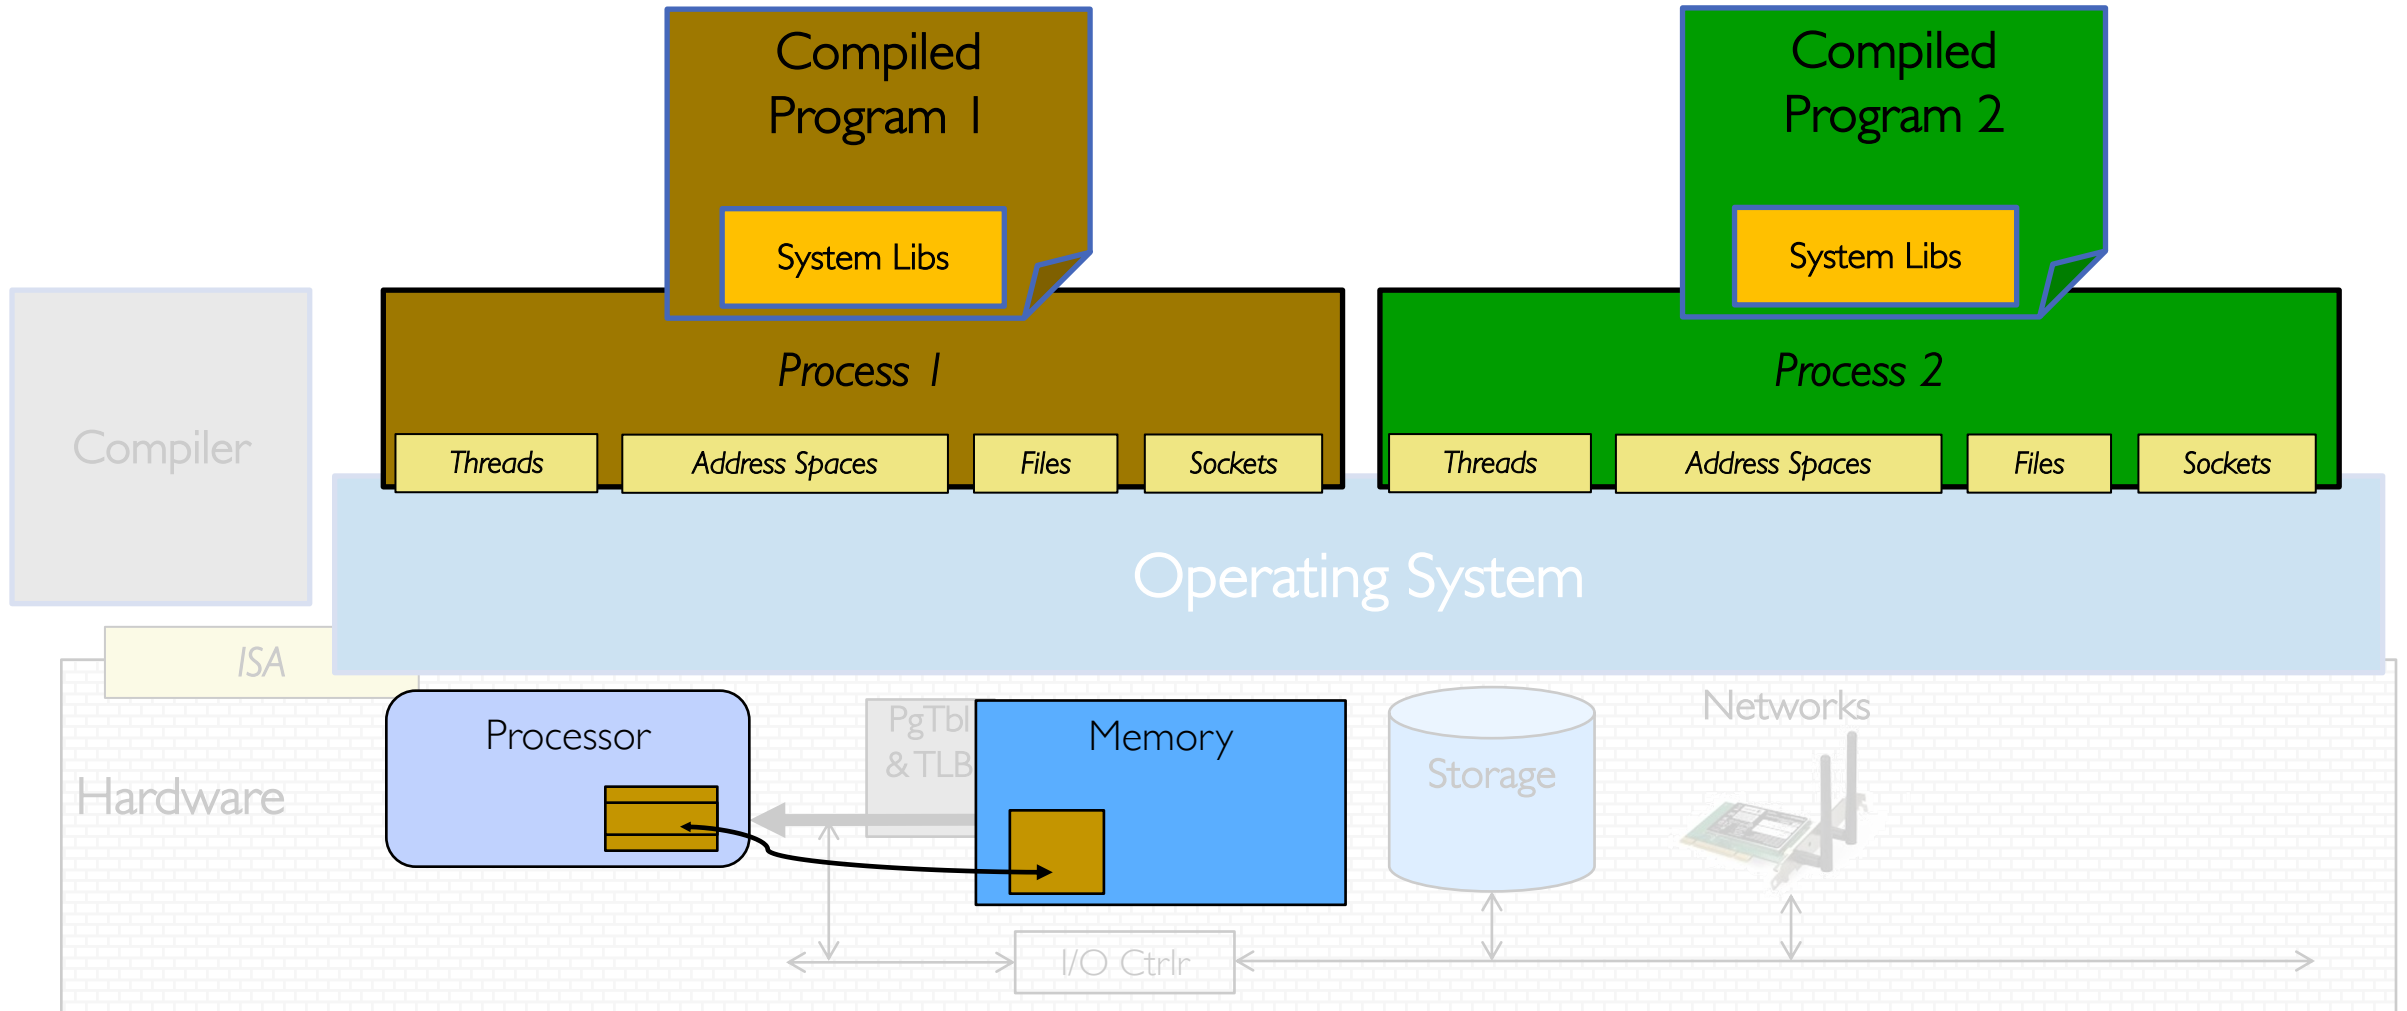 Compiled
Program 1
System Libs
Compiled
Program 2
System Libs
Compiler
Process 1
Threads
Address Spaces
Files
Sockets
Process 2
Threads
Address Spaces
Files
Sockets
Operating System
ISA
Hardware
Processor
PgTbl
& TLB
Memory
Storage
Networks
I/O Ctrlr